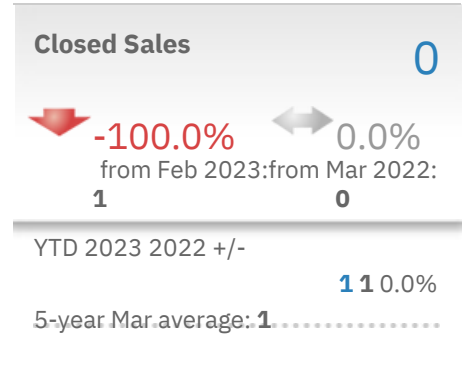 Closed Sales 0
-100.0% 0.0%
from Feb 2023: from Mar 2022:
1 0
YTD 2023 2022 +/-
1 1 0.0%
5-year Mar average: 1